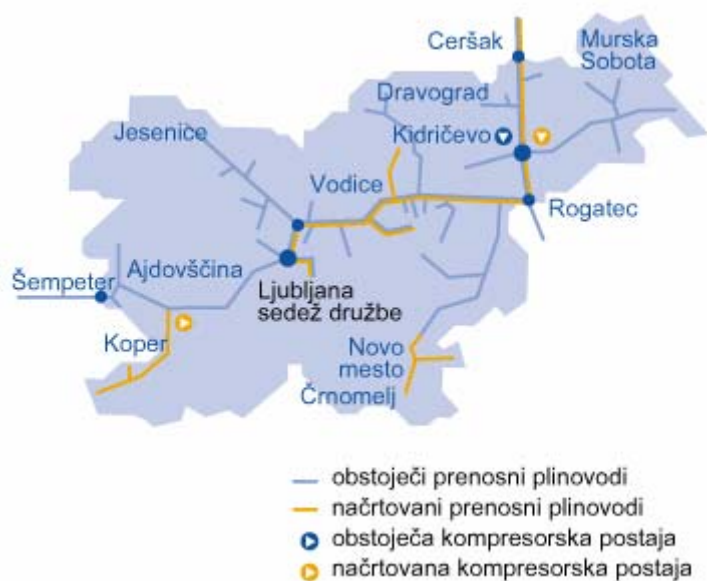 Ceršak
Murska
Sobota
Dravograd
Jesenice
Kidričevo
Vodice
Rogatec
Ajdovščina
Šempeter
Ljubljana
sedež družbe
Koper
Novo
mesto
Črnomelj
obstoječi prenosni plinovodi
načrtovani prenosni plinovodi
obstoječa kompresorska postaja
načrtovana kompresorska postaja